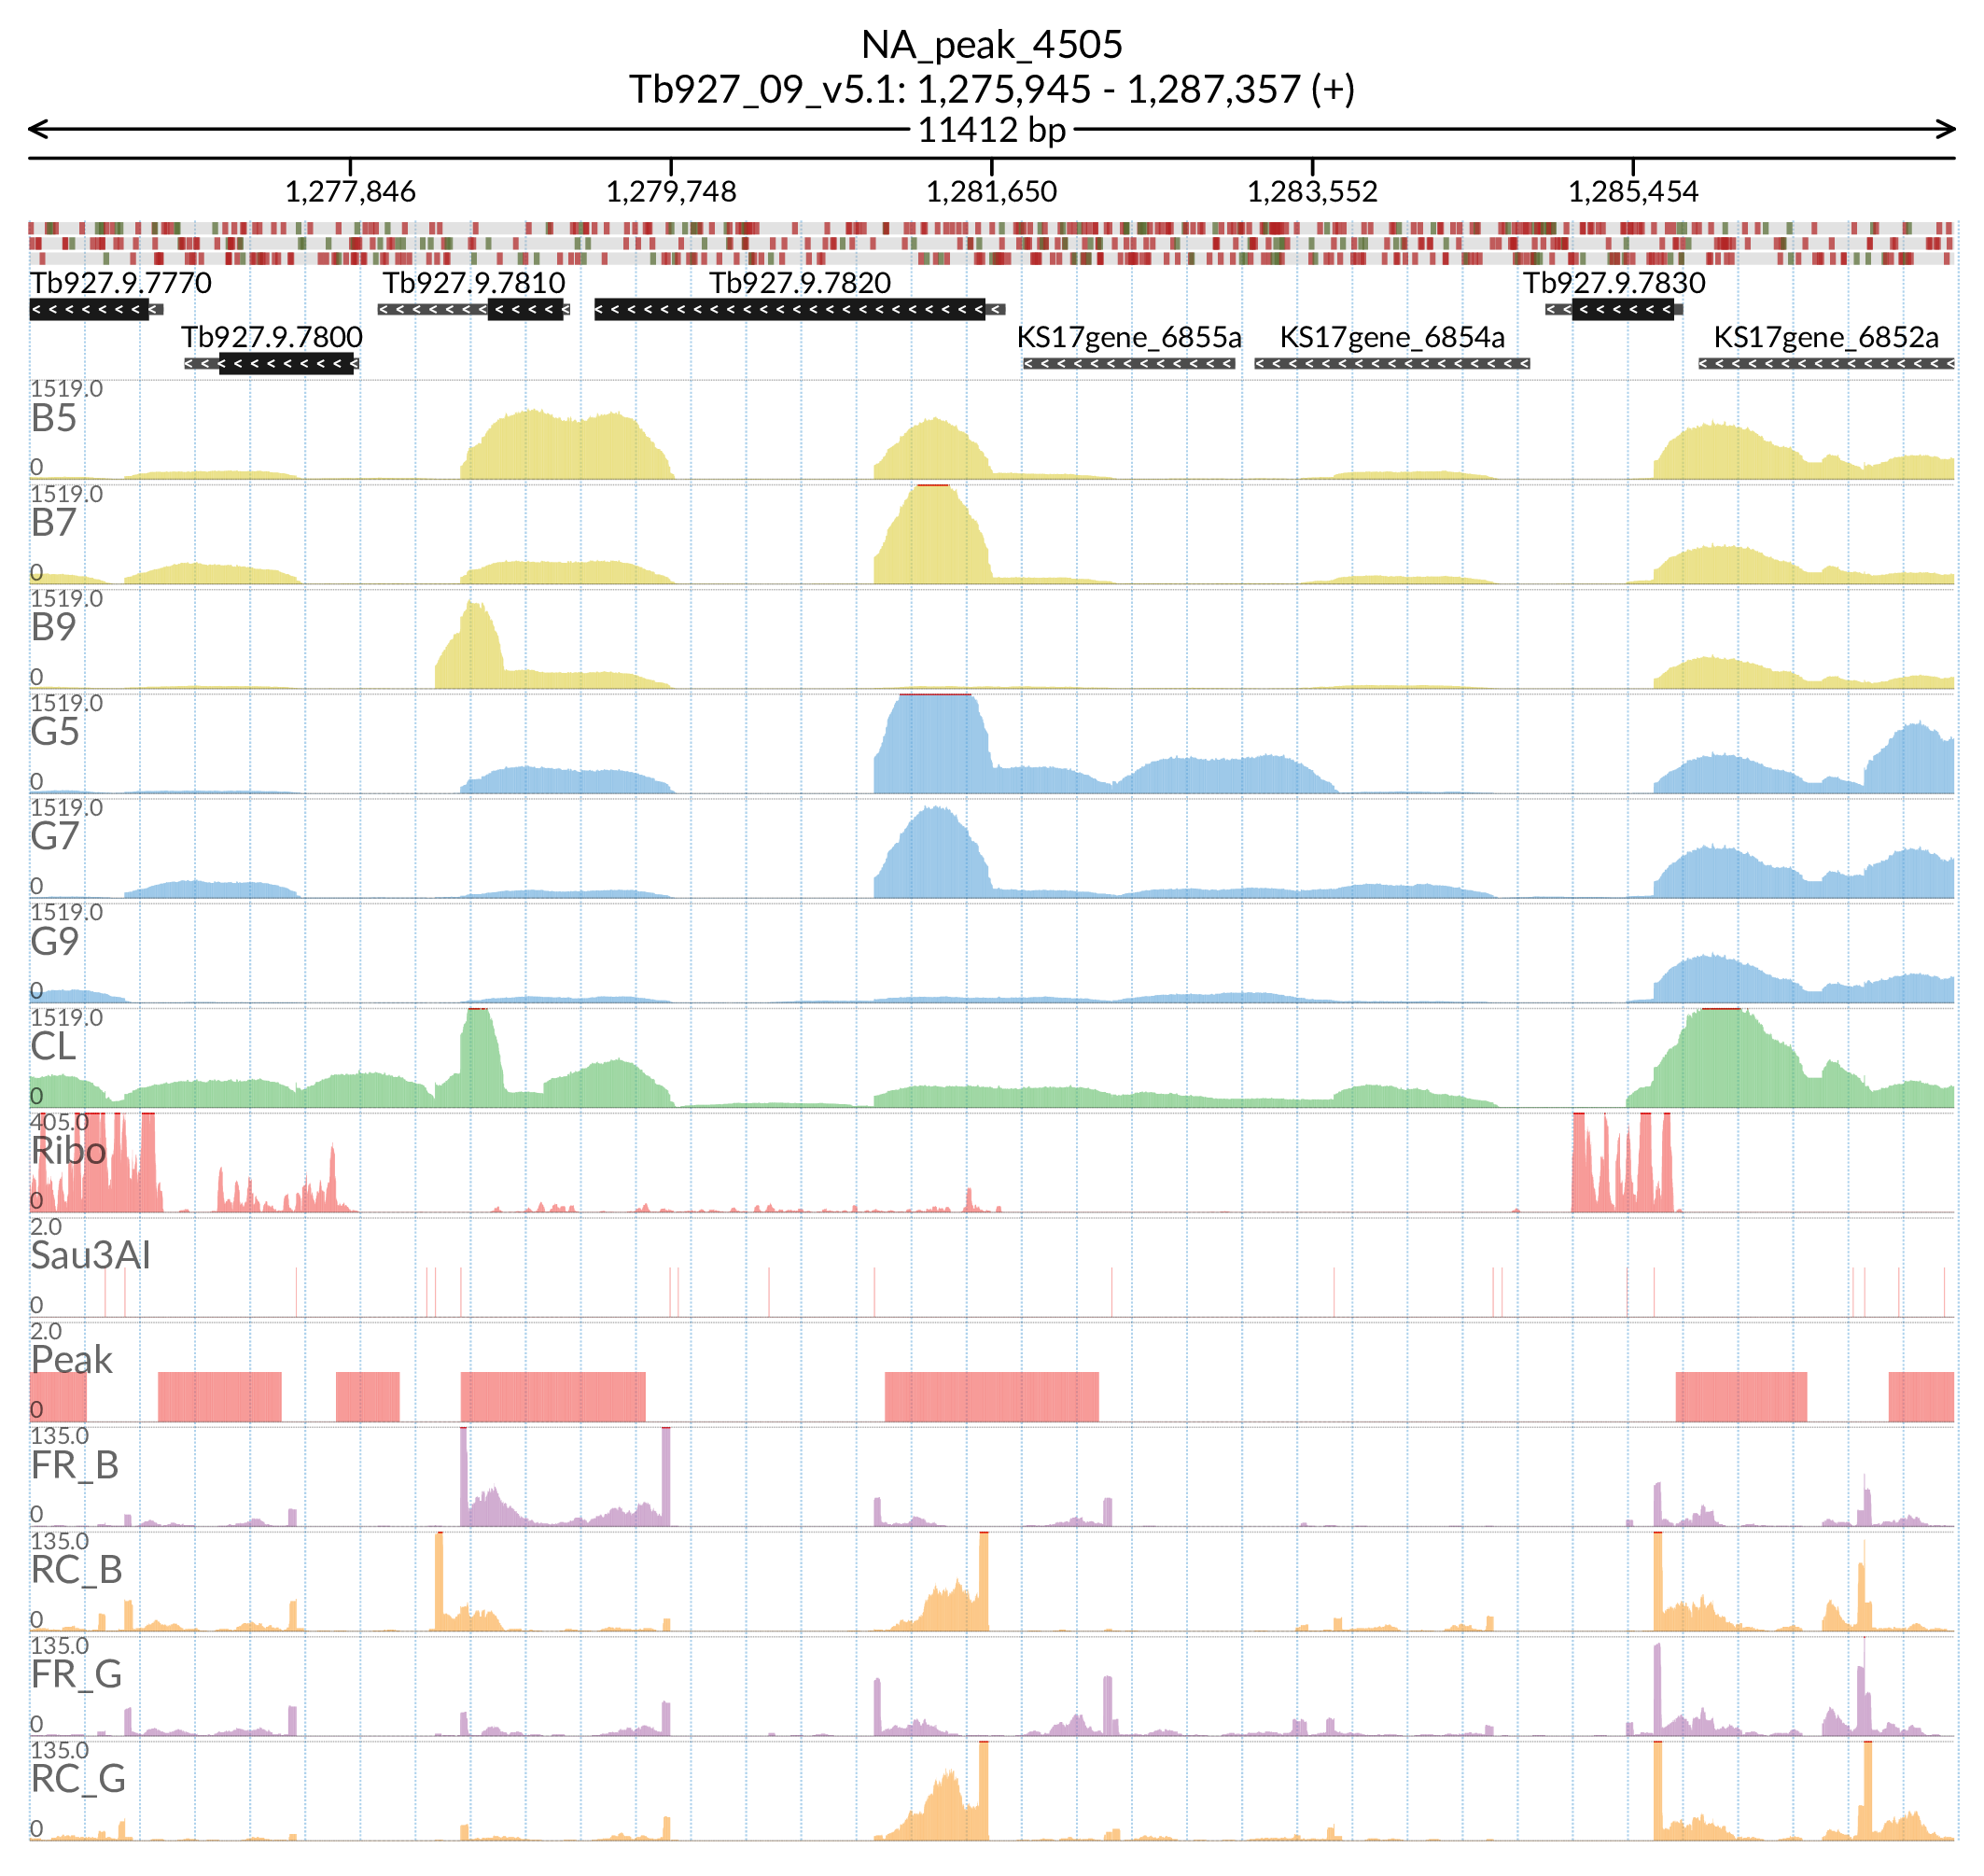 NA_peak_4505
Tb927_09_v5.1: 1,275,945 - 1,287,357 (+)
11412 bp
1,277,846 1,279,748 1,281,650 1,283,552 1,285,454
Tb927.9.7770 Tb927.9.7810 Tb927.9.7820 Tb927.9.7830
Tb927.9.7800 KS17gene_6855a KS17gene_6854a KS17gene_6852a
1519.0
B5
0
1519.0
B7
0
1519.0
B9
0
1519.0
G5
0
1519.0
G7
0
1519.0
G9
0
1519.0
CL
0
405.0
Ribo
0
2.0
Sau3AI
0
2.0
Peak
0
135.0
FR_B
0
135.0
RC_B
0
135.0
FR_G
0
135.0
RC_G
0